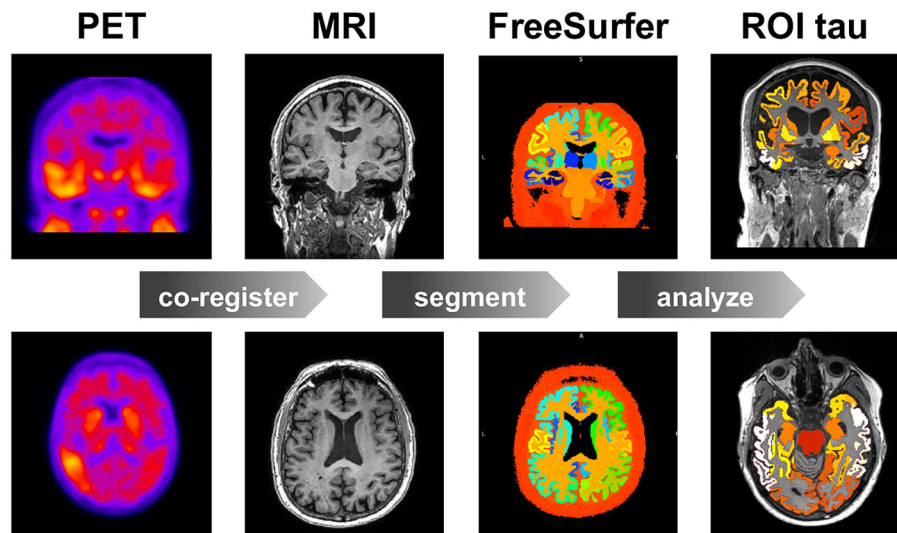 PET
MRI
FreeSurfer
ROI tau
S
L
co-register
segment
analyze
A
L